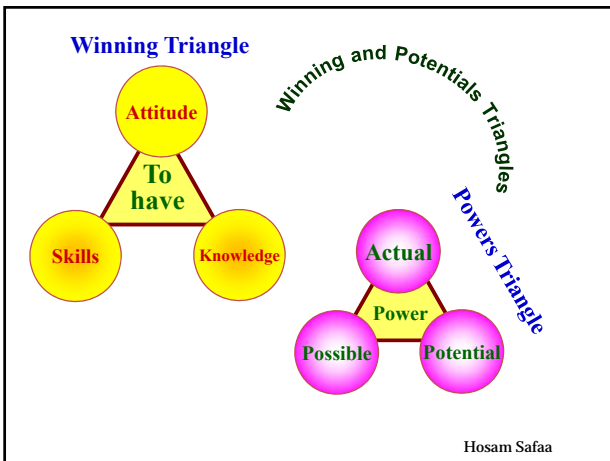 Winning Triangle
Winning and Potentials Triangles
Attitude
To
have
Skills
Knowledge
Powers Triangle
Actual
Power
Possible
Potential
Hosam Safaa